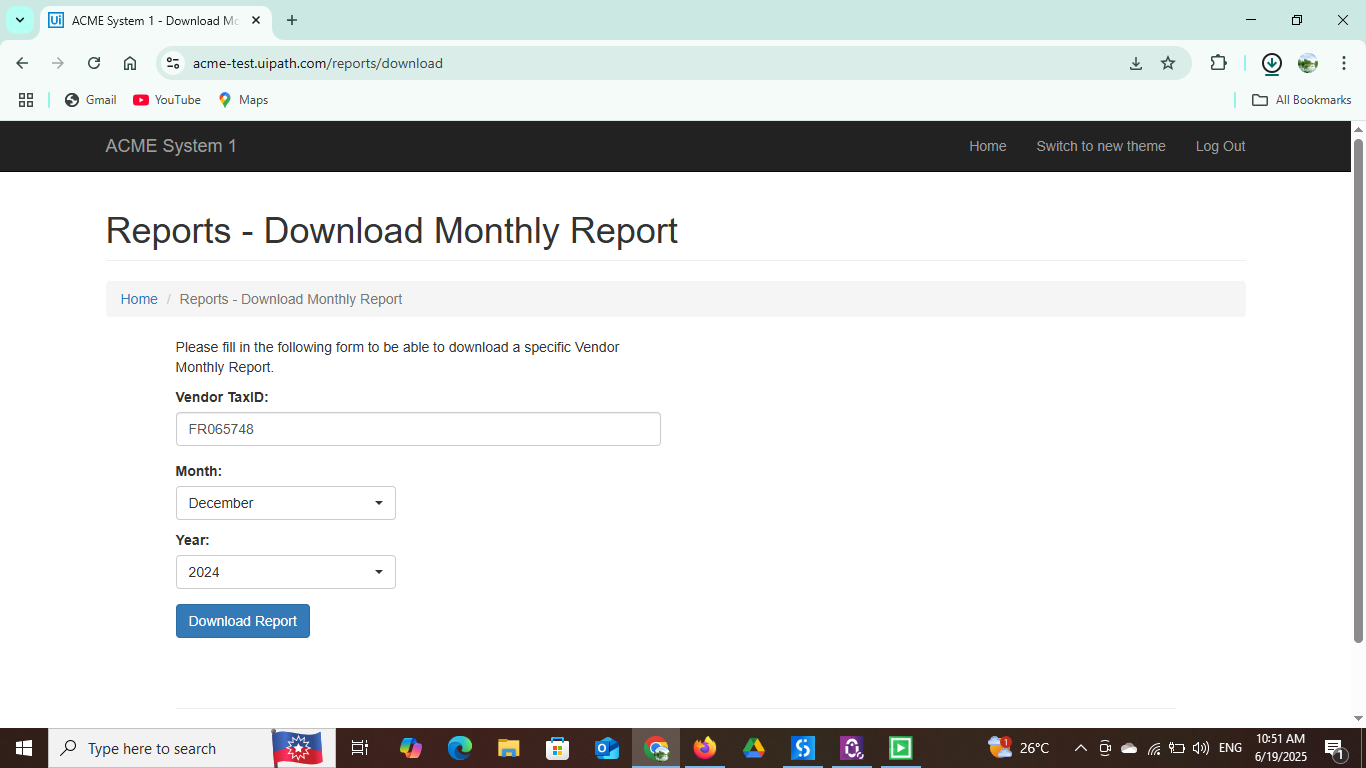 Ui ACME System 1 - Download Mo
acme-test.uipath.com/reports/download
Gmail YouTube Maps All Bookmarks
ACME System 1 Home Switch to new theme Log Out
Reports - Download Monthly Report
Home / Reports - Download Monthly Report
Please fill in the following form to be able to download a specific Vendor
Monthly Report.
Vendor TaxID:
FR065748
Month:
December
Year:
2024
Download Report
Type here to search 1 26°C ENG 10:51 AM
6/19/2025 1